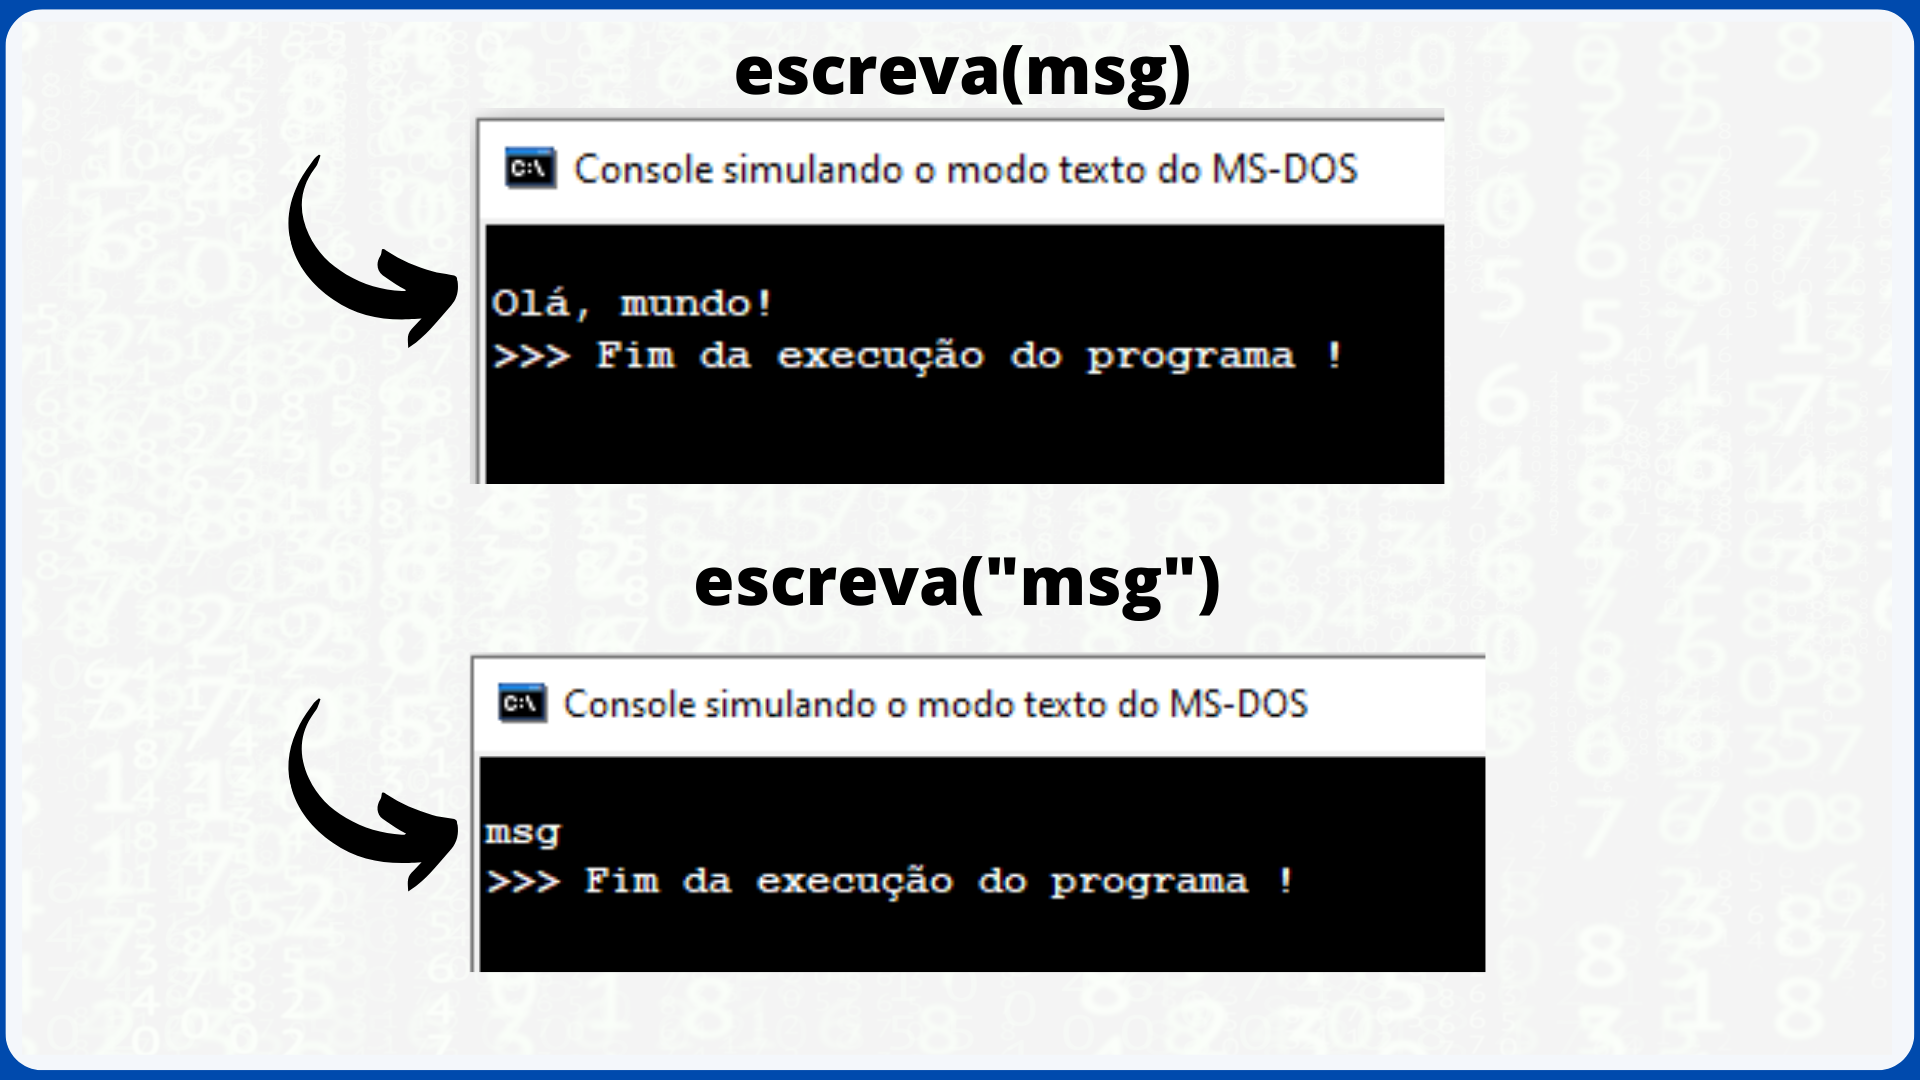 escreva(msg)
C:\ Console simulando o modo texto do MS-DOS
Olá, mundo!
>>> Fim da execução do programa !
escreva("msg")
C:\ Console simulando o modo texto do MS-DOS
msg
>>> Fim da execução do programa !